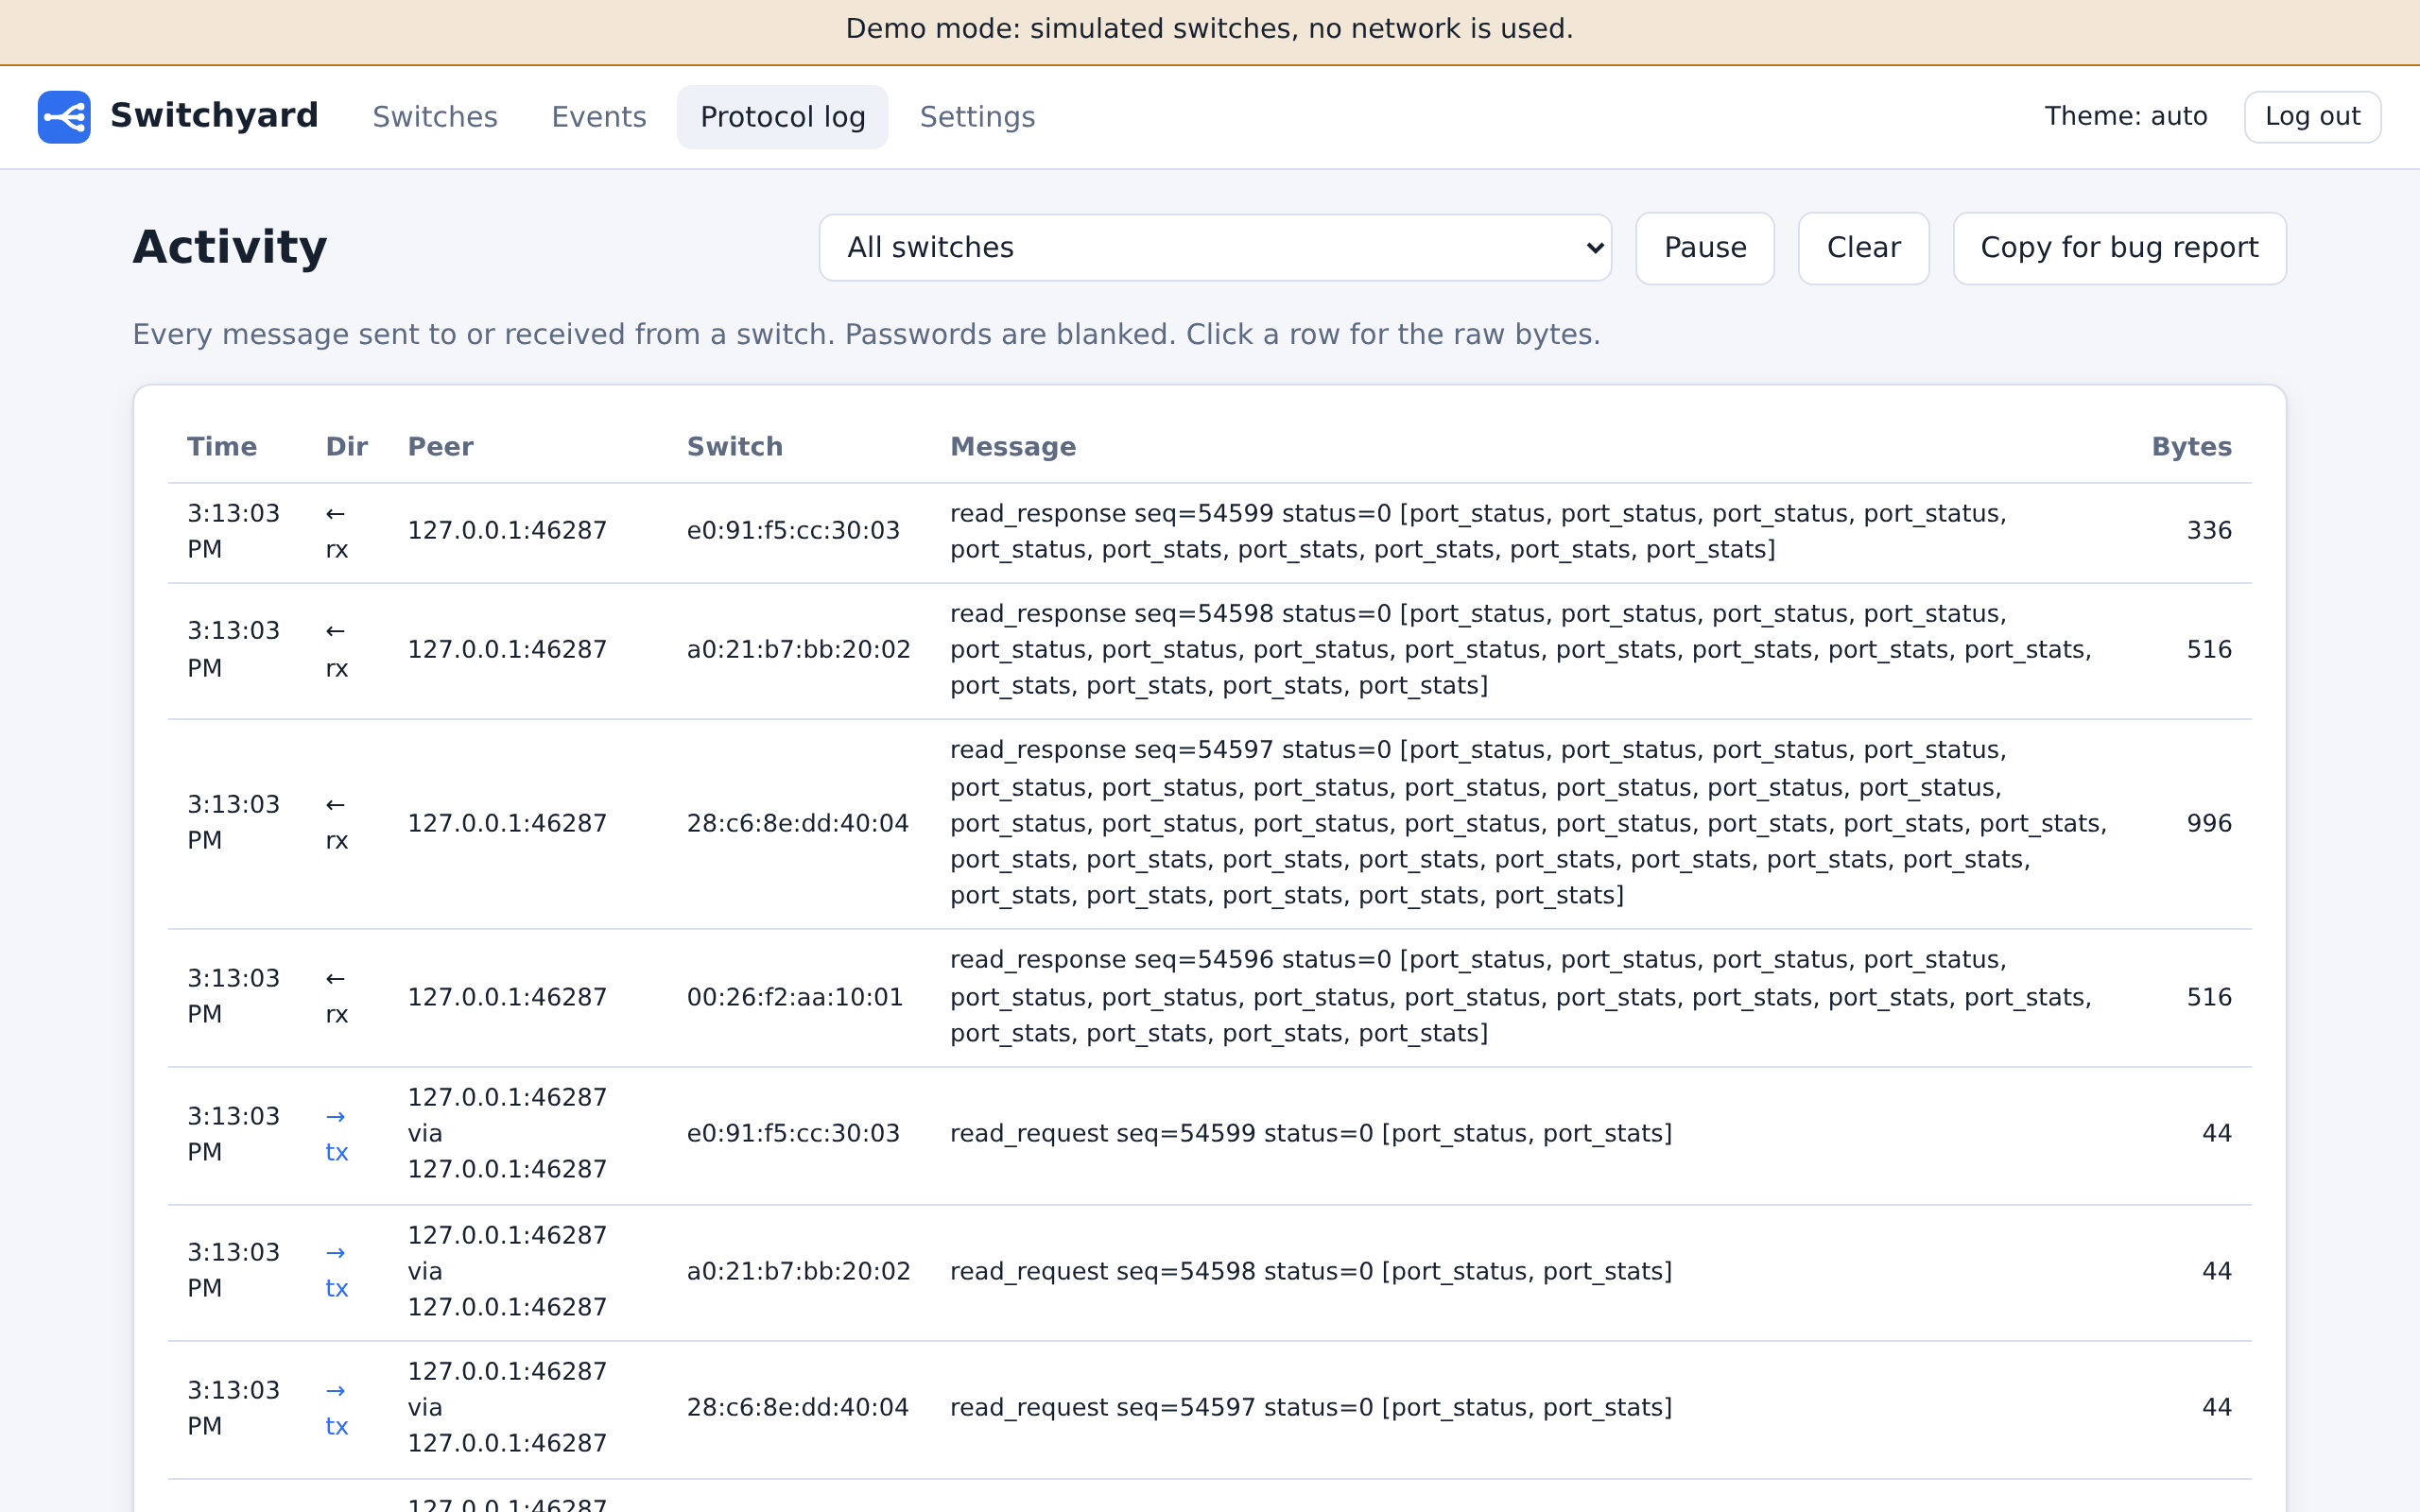 Demo mode: simulated switches, no network is used.
Switchyard Switches Events Protocol log Settings Theme: auto Log out
Activity All switches Pause Clear Copy for bug report
Every message sent to or received from a switch. Passwords are blanked. Click a row for the raw bytes.
Time Dir Peer Switch Message Bytes
3:13:03 PM ← rx 127.0.0.1:46287 e0:91:f5:cc:30:03 read_response seq=54599 status=0 [port_status, port_status, port_status, port_status,
port_status, port_stats, port_stats, port_stats, port_stats, port_stats] 336
3:13:03 PM ← rx 127.0.0.1:46287 a0:21:b7:bb:20:02 read_response seq=54598 status=0 [port_status, port_status, port_status, port_status,
port_status, port_status, port_status, port_status, port_stats, port_stats, port_stats, port_stats,
port_stats, port_stats, port_stats, port_stats] 516
3:13:03 PM ← rx 127.0.0.1:46287 28:c6:8e:dd:40:04 read_response seq=54597 status=0 [port_status, port_status, port_status, port_status,
port_status, port_status, port_status, port_status, port_status, port_status, port_status,
port_status, port_status, port_status, port_status, port_status, port_stats, port_stats, port_stats,
port_stats, port_stats, port_stats, port_stats, port_stats, port_stats, port_stats, port_stats,
port_stats, port_stats, port_stats, port_stats, port_stats] 996
3:13:03 PM ← rx 127.0.0.1:46287 00:26:f2:aa:10:01 read_response seq=54596 status=0 [port_status, port_status, port_status, port_status,
port_status, port_status, port_status, port_status, port_stats, port_stats, port_stats, port_stats,
port_stats, port_stats, port_stats, port_stats] 516
3:13:03 PM → tx 127.0.0.1:46287 via 127.0.0.1:46287 e0:91:f5:cc:30:03 read_request seq=54599 status=0 [port_status, port_stats] 44
3:13:03 PM → tx 127.0.0.1:46287 via 127.0.0.1:46287 a0:21:b7:bb:20:02 read_request seq=54598 status=0 [port_status, port_stats] 44
3:13:03 PM → tx 127.0.0.1:46287 via 127.0.0.1:46287 28:c6:8e:dd:40:04 read_request seq=54597 status=0 [port_status, port_stats] 44
127.0.0.1:46287